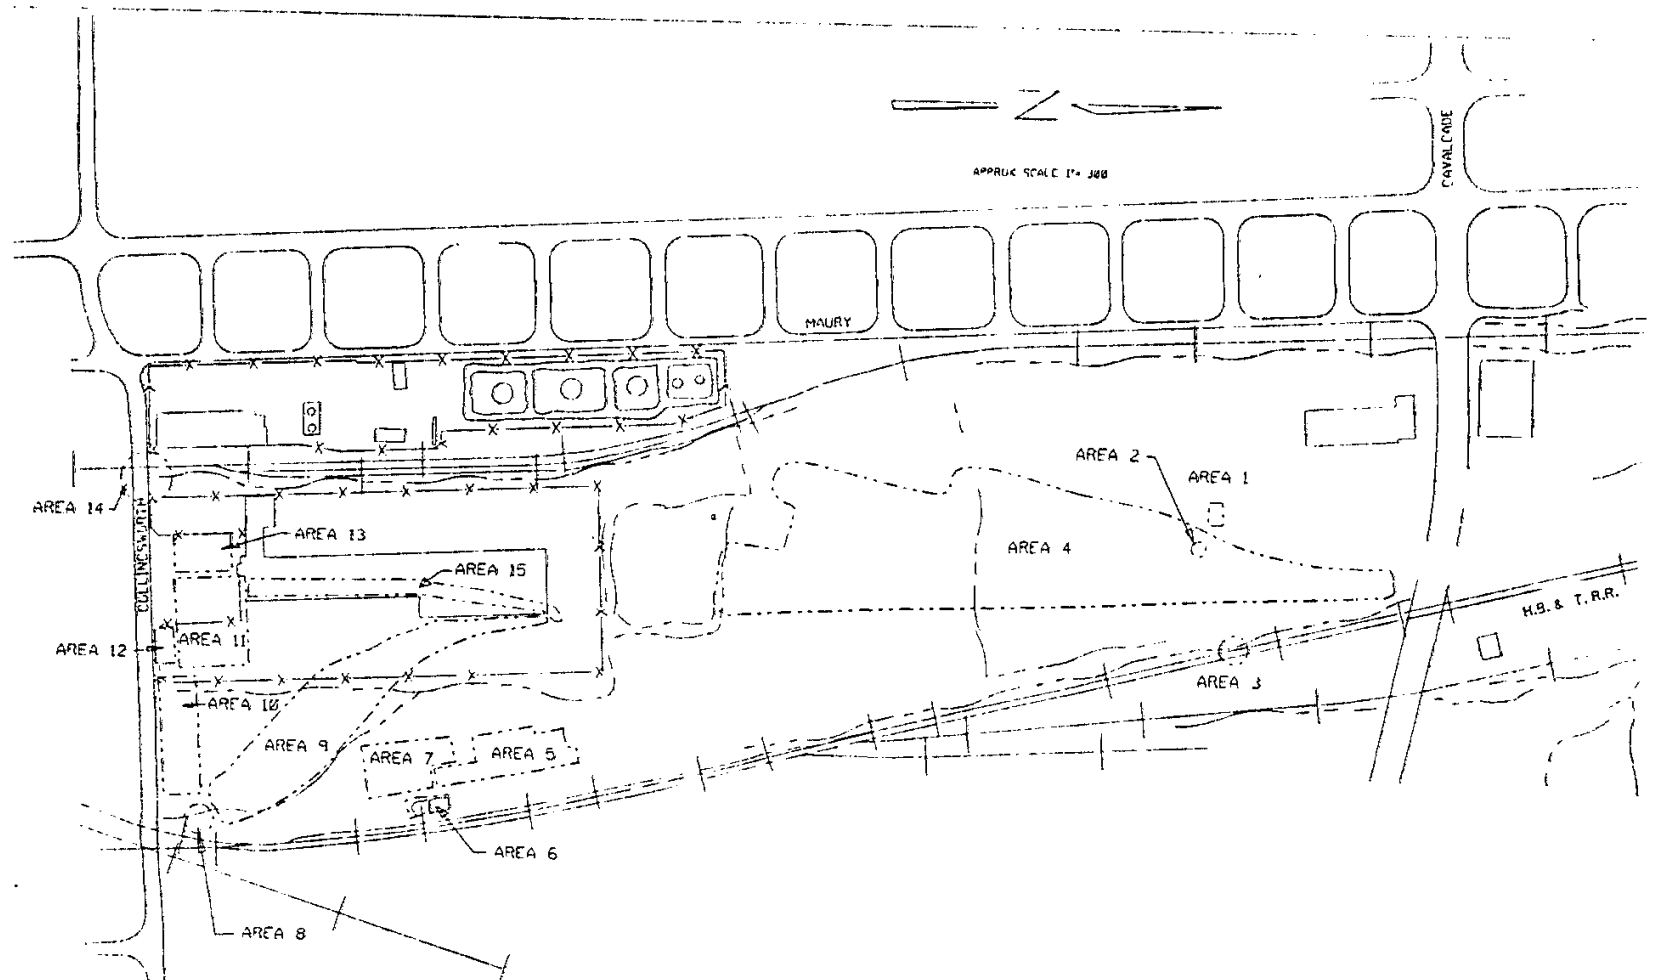 Z
CAVALCADE
APPROX SCALE 1"= 300
MAURY
AREA 2
AREA 1
AREA 14
COLLINGSWORTH
AREA 13
AREA 4
AREA 15
H.B. & T.R.R.
AREA 12
AREA 11
AREA 3
AREA 10
AREA 9
AREA 7
AREA 5
AREA 6
AREA 8